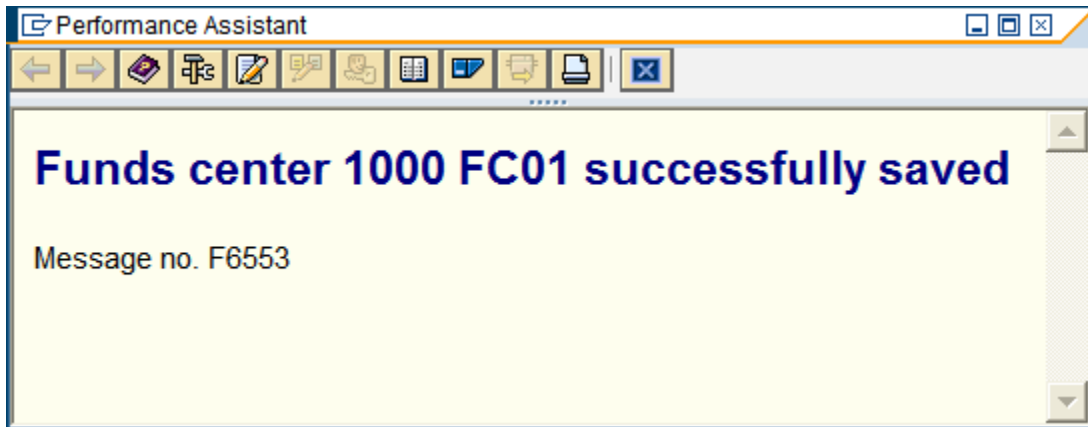 Performance Assistant
Funds center 1000 FC01 successfully saved
Message no. F6553